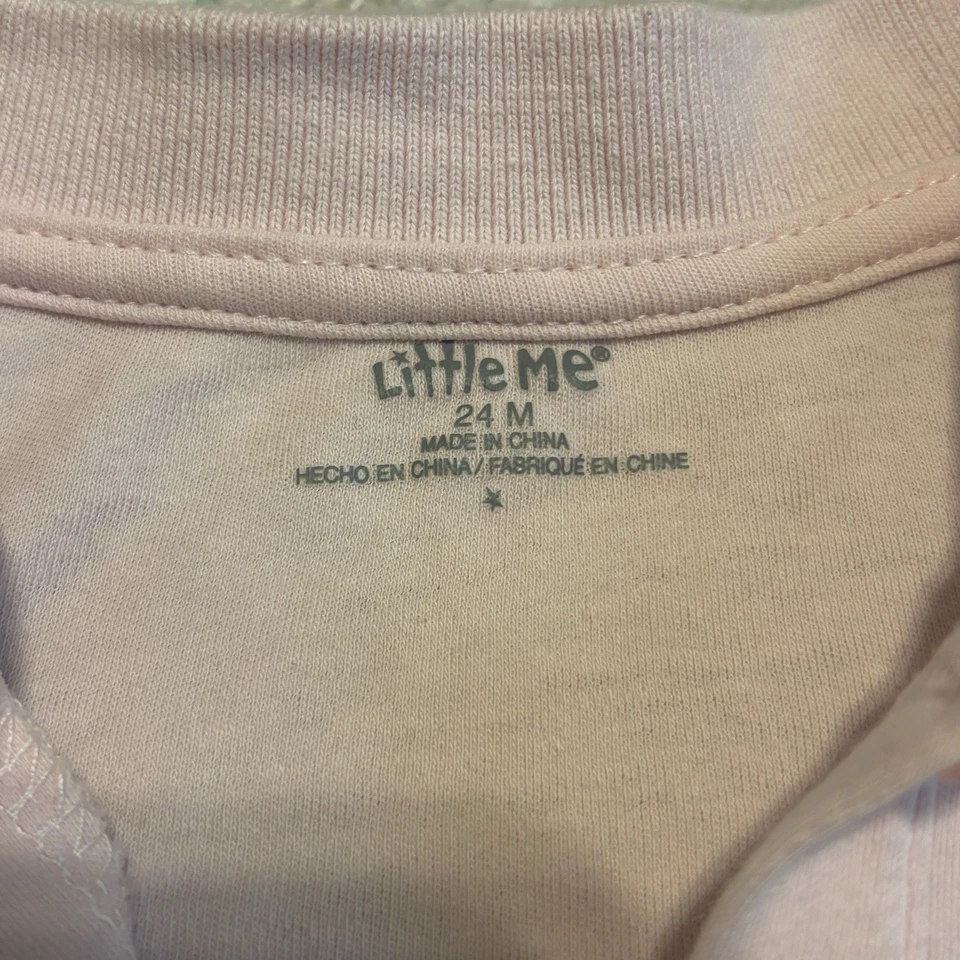 Little Me®
24 M
MADE IN CHINA
HECHO EN CHINA/ FABRIQUÉ EN CHINE